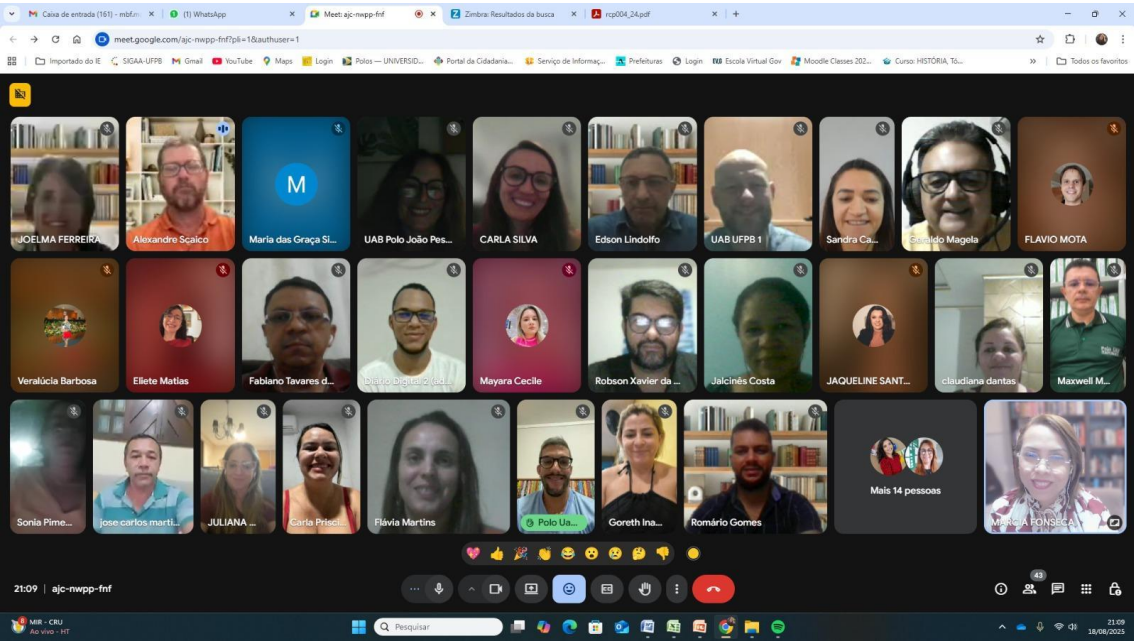 Caixa de entrada (161) - mbf.m
(1) WhatsApp
Meet: ajc-nwpp-fnf
Zimbra: Resultados da busca
rcp004_24.pdf
meet.google.com/ajc-nwpp-fnf?pli=1&authuser=1
Importado do IE
SIGAA-UFPB
Gmail
YouTube
Maps
Login
Polos — UNIVERSID...
Portal da Cidadania...
Serviço de Informaç...
Prefeituras
Login
Escola Virtual Gov
Moodle Classes 202...
Curso: HISTÓRIA, Tó...
Todos os favoritos
JOELMA FERREIRA
Alexandre Scaico
M
Maria das Graça Si...
UAB Polo João Pes...
CARLA SILVA
Edson Lindolfo
UAB UFPB 1
Sandra Ca...
Geraldo Magela
FLAVIO MOTA
Veralúcia Barbosa
Eliete Matias
Fabiano Tavares d...
Diário Digital 2 (ad...
Mayara Cecile
Robson Xavier da ...
Jaicinês Costa
JAQUELINE SANT...
claudiana dantas
Maxwell M...
Sonia Pime...
jose carlos marti...
JULIANA ...
Carla Prisci...
Flávia Martins
Polo Ua...
Goreth Ina...
Romário Gomes
Mais 14 pessoas
MARCIA FONSECA
21:09 | ajc-nwpp-fnf
43
MIR - CRU
Ao vivo - HT
Pesquisar
21:09
18/08/2025